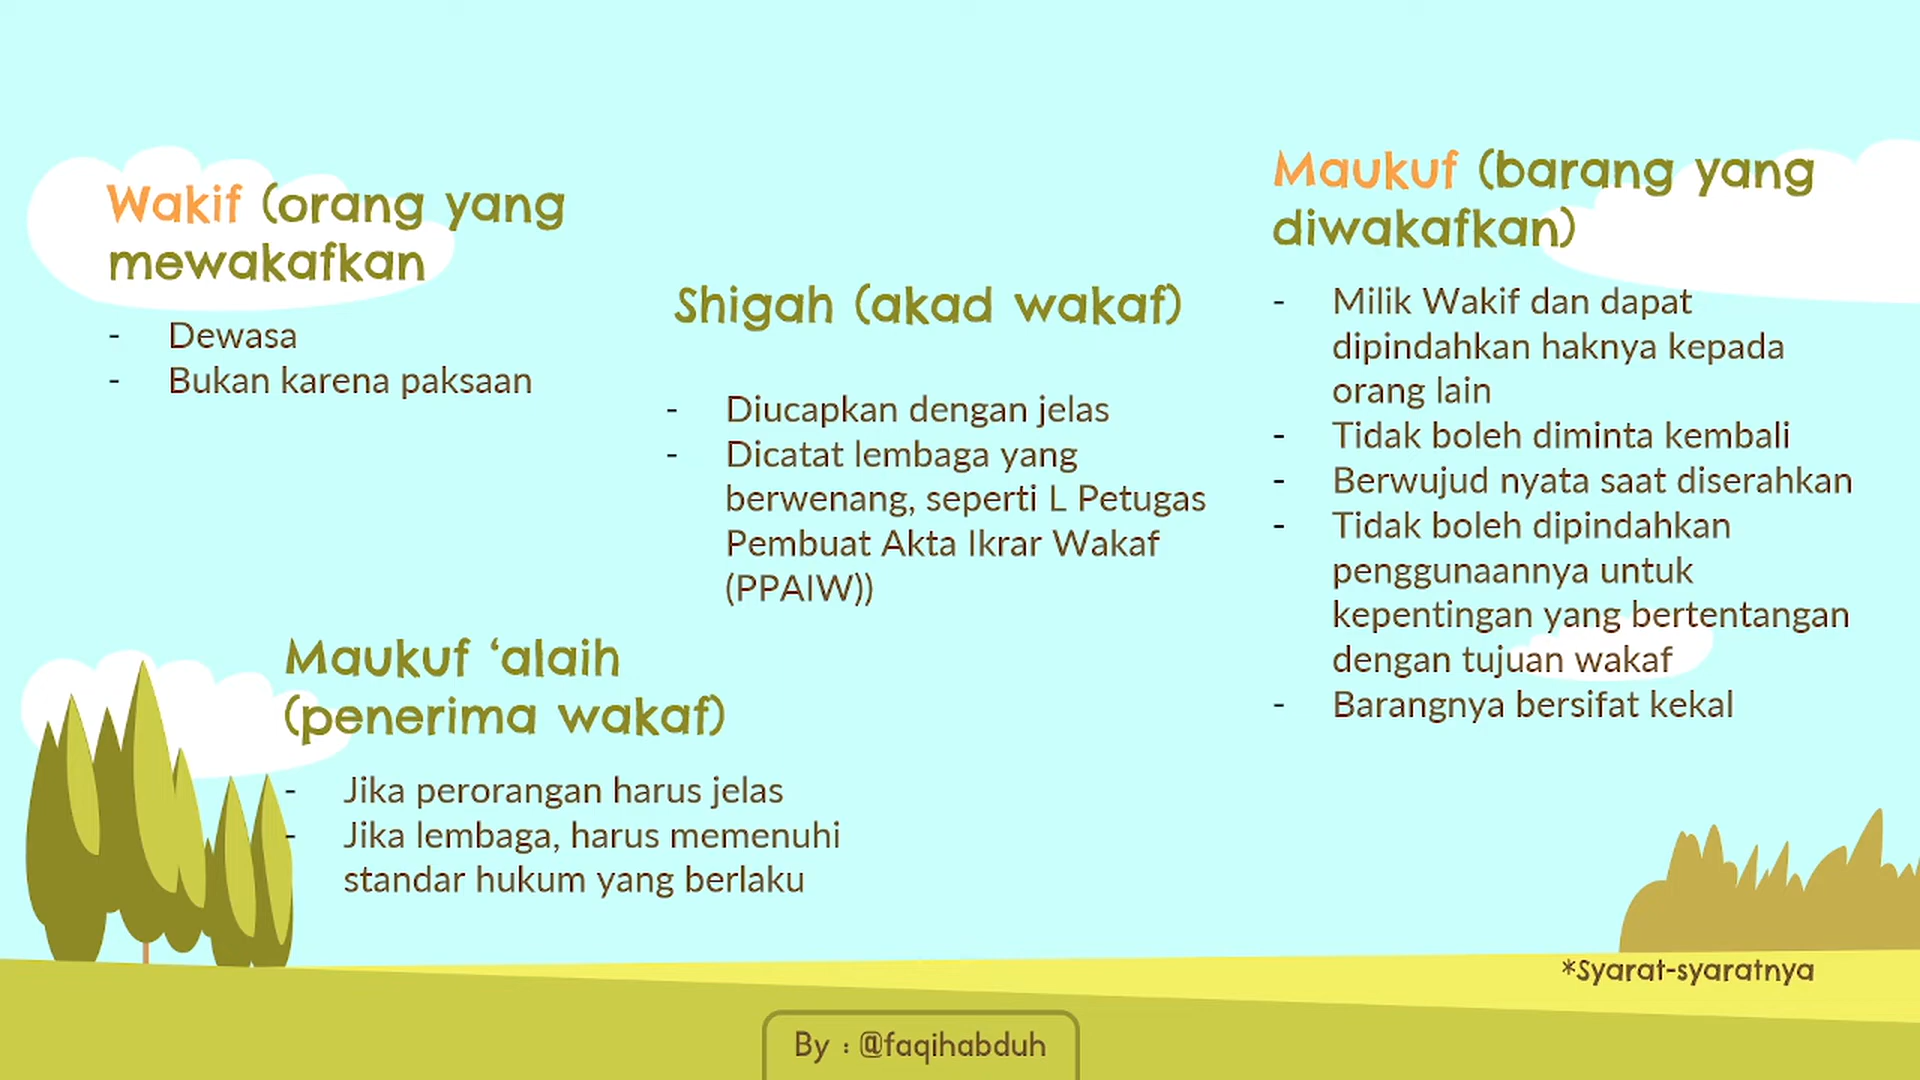 Wakif (orang yang
mewakafkan
- Dewasa
- Bukan karena paksaan
Shigah (akad wakaf)
- Diucapkan dengan jelas
- Dicatat lembaga yang
berwenang, seperti L Petugas
Pembuat Akta Ikrar Wakaf
(PPAIW))
Maukuf (barang yang
diwakafkan)
- Milik Wakif dan dapat
dipindahkan haknya kepada
orang lain
- Tidak boleh diminta kembali
- Berwujud nyata saat diserahkan
- Tidak boleh dipindahkan
penggunaannya untuk
kepentingan yang bertentangan
dengan tujuan wakaf
- Barangnya bersifat kekal
Maukuf ‘alaih
(penerima wakaf)
- Jika perorangan harus jelas
- Jika lembaga, harus memenuhi
standar hukum yang berlaku
*Syarat-syaratnya
By : @faqihabduh